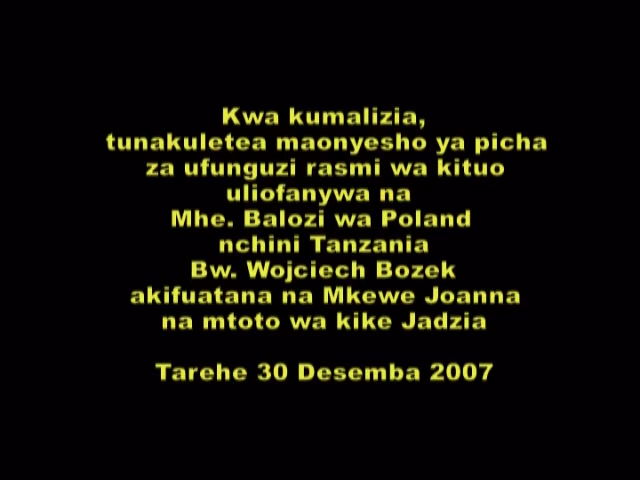 Kwa kumalizia,
tunakuletea maonyesho ya picha
za ufunguzi rasmi wa kituo
uliofanywa na
Mhe. Balozi wa Poland
nchini Tanzania
Bw. Wojciech Bozek
akifuatana na Mkewe Joanna
na mtoto wa kike Jadzia
Tarehe 30 Desemba 2007